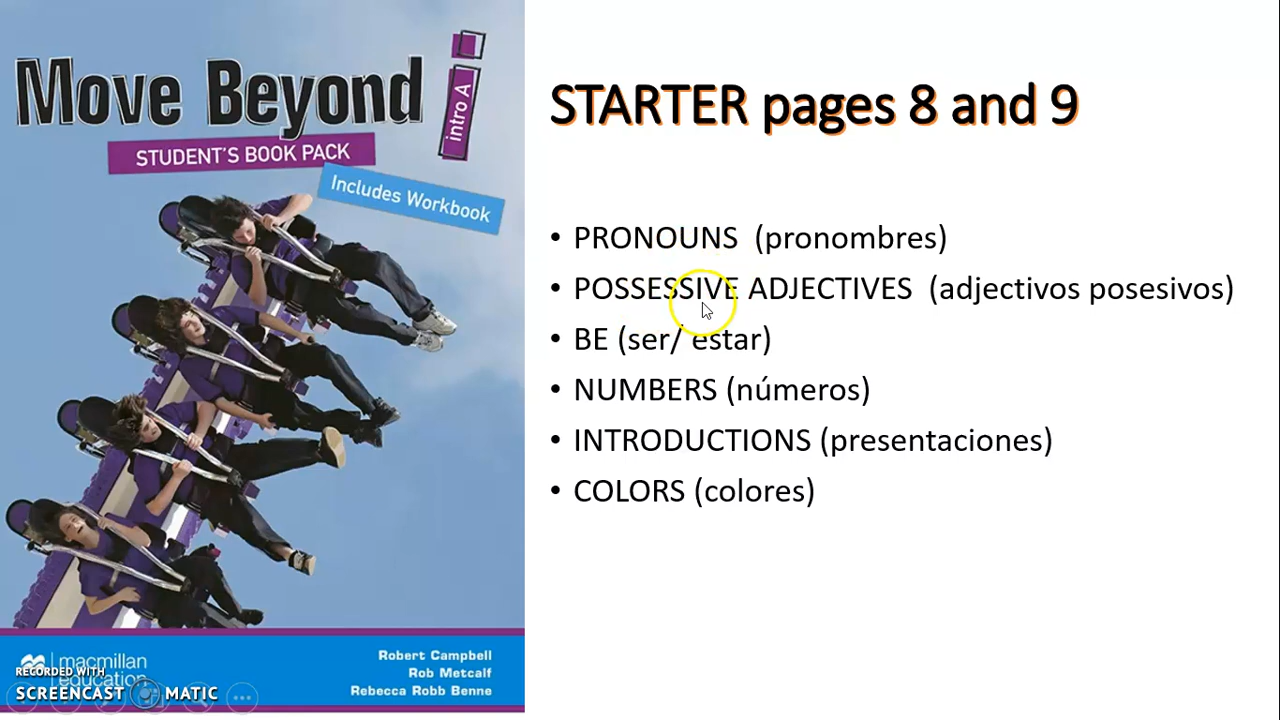 Move Beyond
intro A
STUDENT'S BOOK PACK
Includes Workbook
macmillan
education
Robert Campbell
Rob Metcalf
Rebecca Robb Benne
RECORDED WITH
SCREENCAST MATIC
STARTER pages 8 and 9
• PRONOUNS (pronombres)
• POSSESSIVE ADJECTIVES (adjectivos posesivos)
• BE (ser/ estar)
• NUMBERS (números)
• INTRODUCTIONS (presentaciones)
• COLORS (colores)